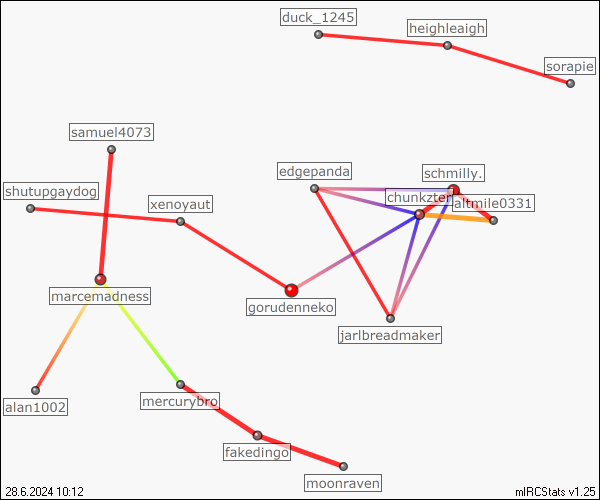 duck_1245
heighleaigh
sorapie
samuel4073
edgepanda
schmilly.
shutupgaydog
xenoyaut
altmile0331
marcemadness
gorudenneko
jarlbreadmaker
alan1002
mercurybro
fakedingo
moonraven
28.6.2024 10:12
mIRCStats v1.25